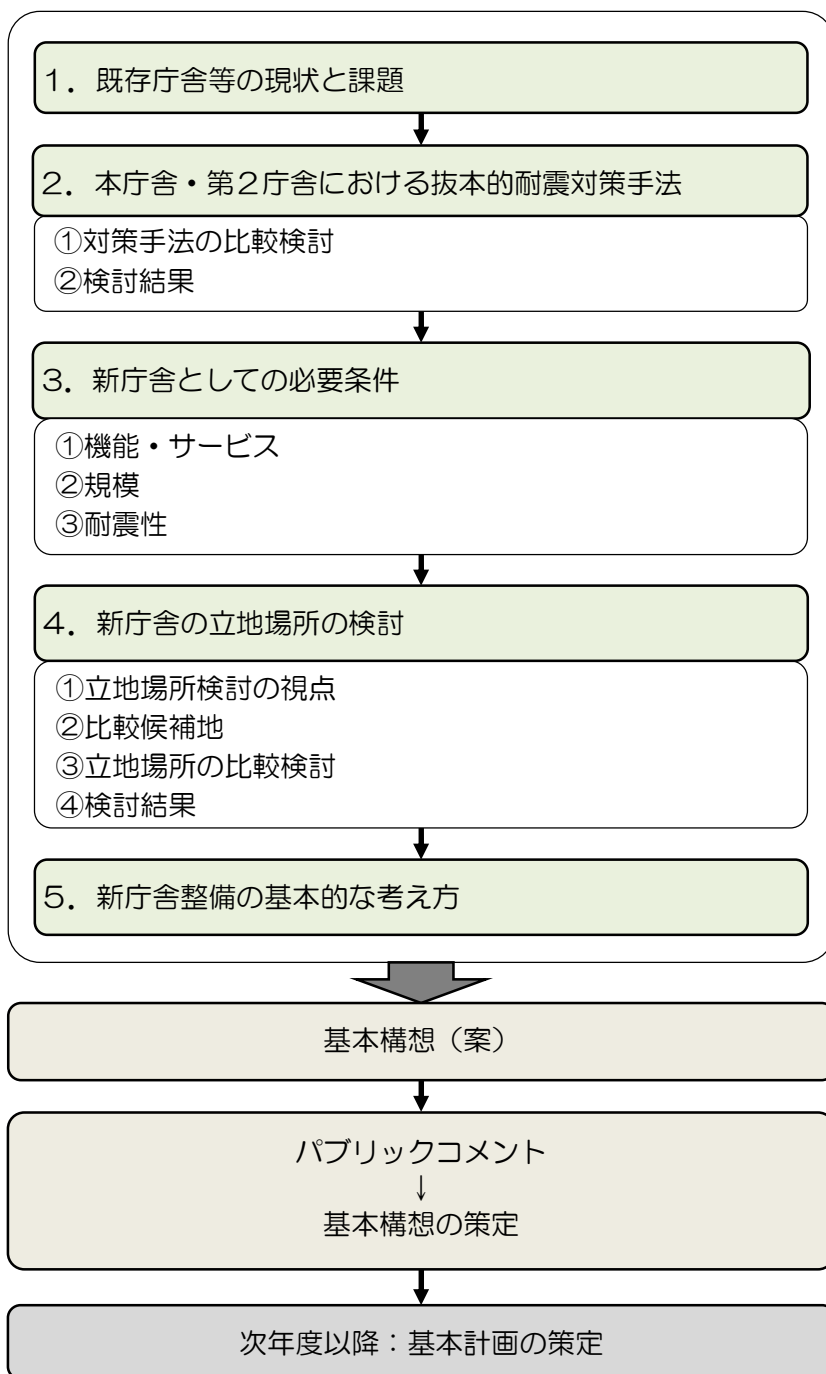 １．既存庁舎等の現状と課題
２．本庁舎・第２庁舎における抜本的耐震対策手法
①対策手法の比較検討
②検討結果
３．新庁舎としての必要条件
①機能・サービス
②規模
③耐震性
４．新庁舎の立地場所の検討
①立地場所検討の視点
②比較候補地
③立地場所の比較検討
④検討結果
５．新庁舎整備の基本的な考え方
基本構想（案）
パブリックコメント
↓
基本構想の策定
次年度以降：基本計画の策定